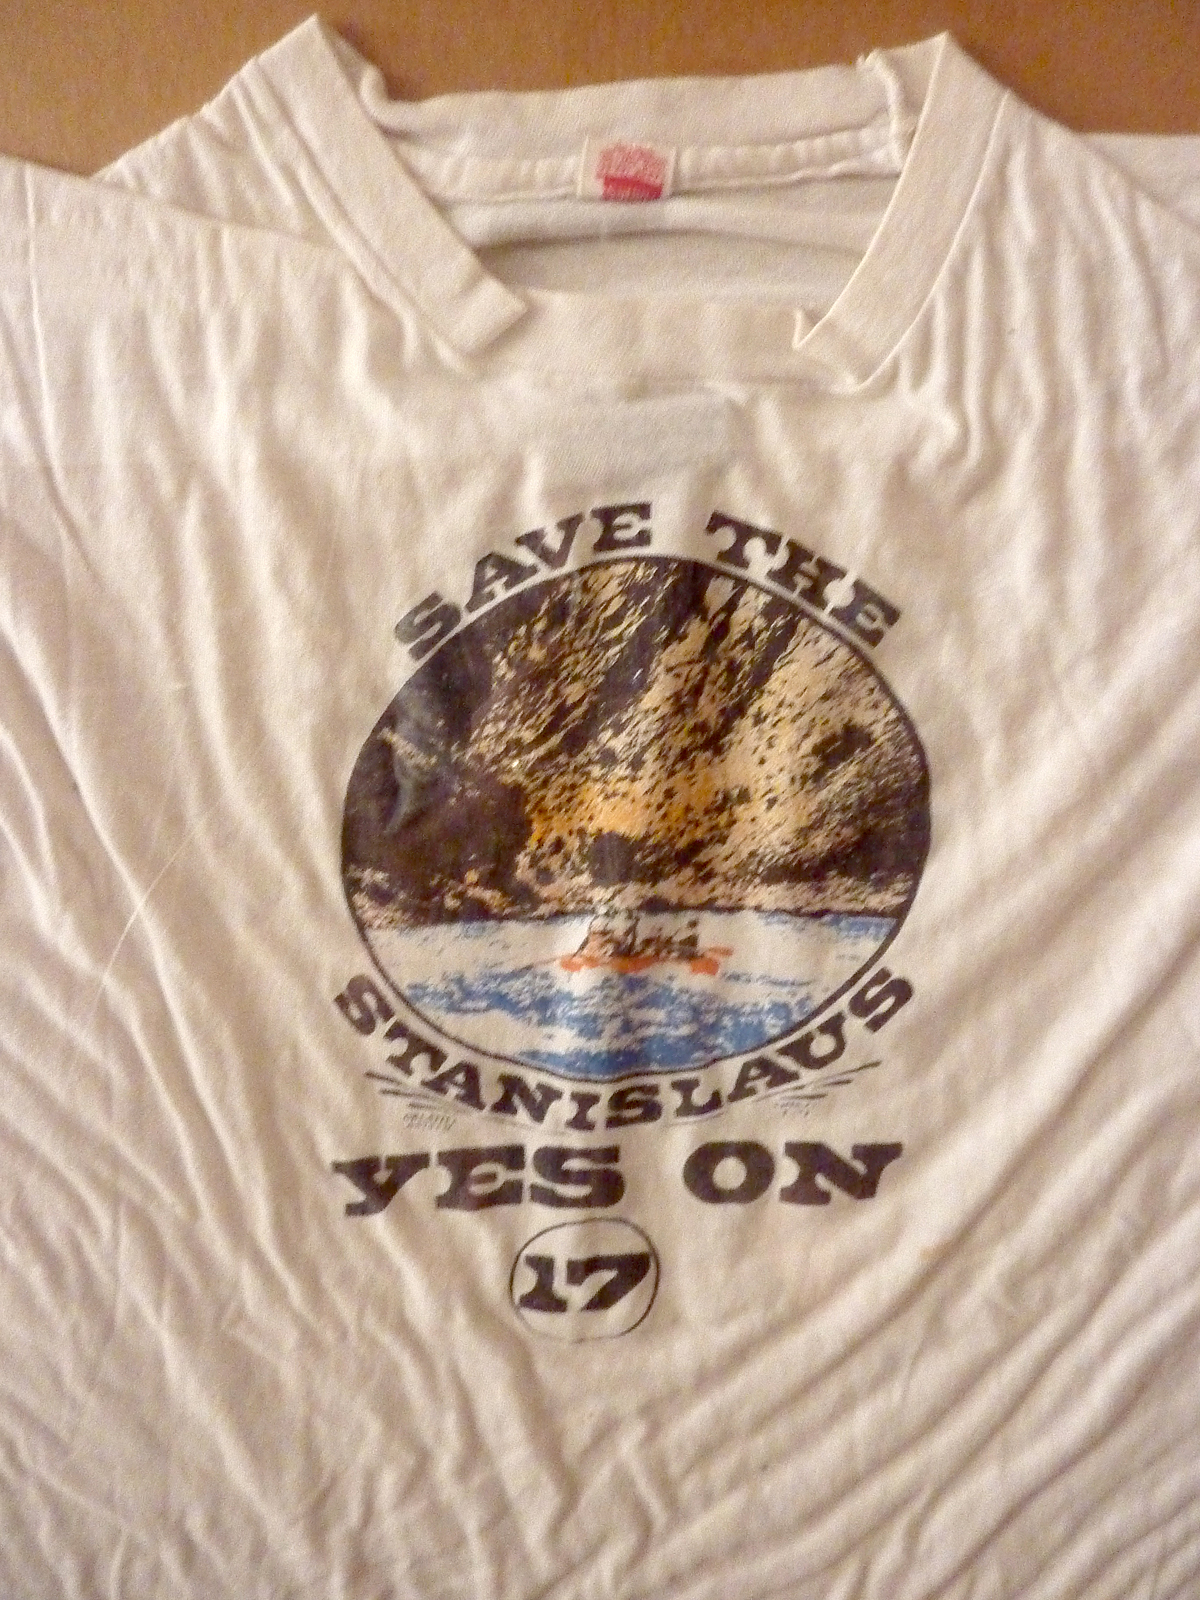 SAVE THE
STANISLAUS
YES ON
17